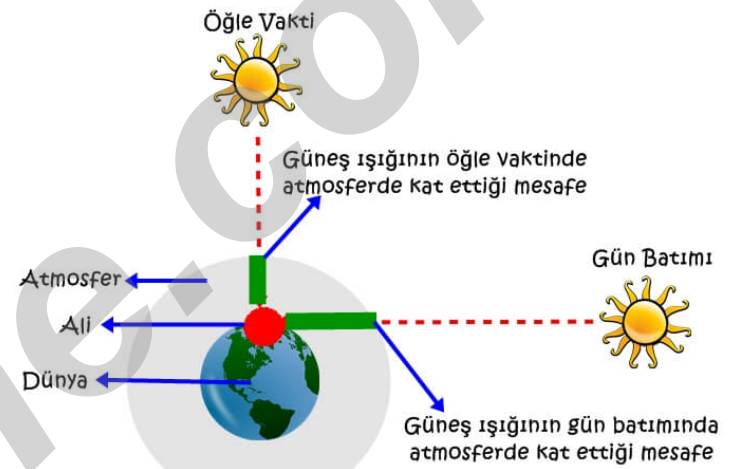 Öğle Vakti
Güneş ışığının öğle vaktinde
atmosferde kat ettiği mesafe
Gün Batımı
Atmosfer
Ali
Dünya
Güneş ışığının gün batımında
atmosferde kat ettiği mesafe